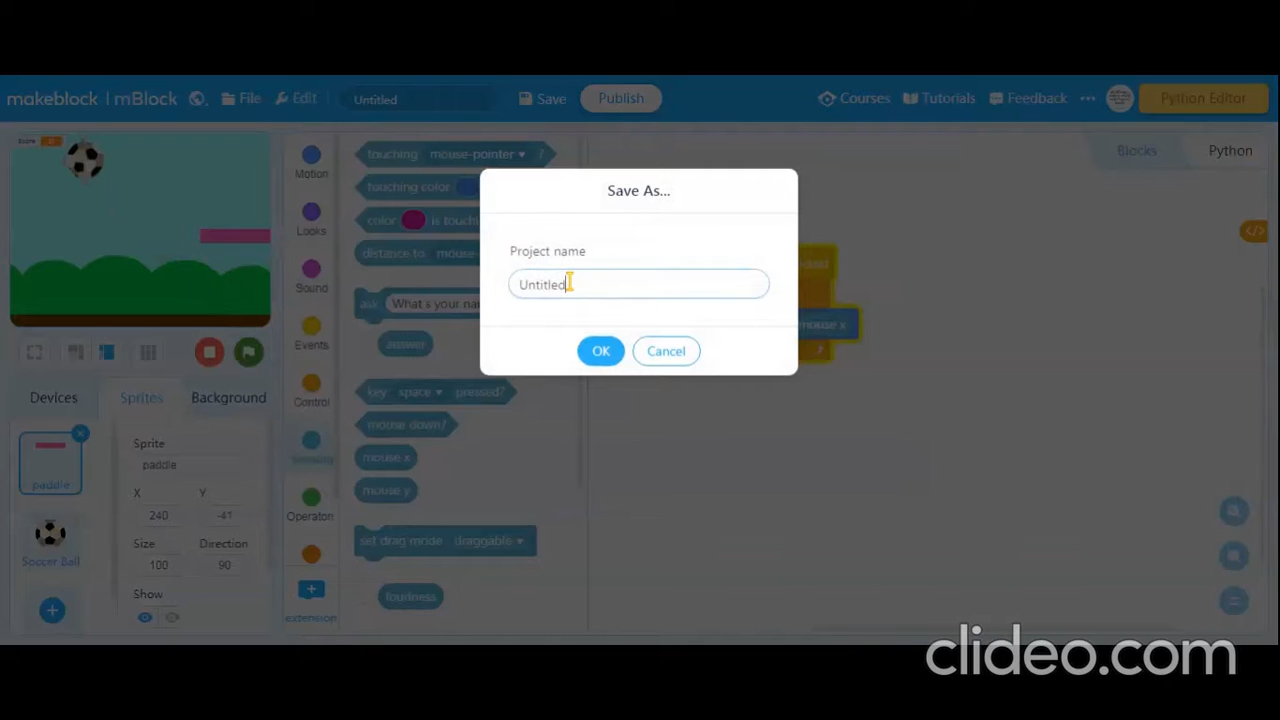 makeblock | mBlock File Edit Untitled Save Publish Courses Tutorials Feedback ••• Python Editor
Motion
Looks
Sound
Events
Control
Operators
extension
touching mouse-pointer ?
touching color
color is touching
distance to mouse-
ask What's your na
answer
key space pressed?
mouse down?
mouse x
mouse y
set drag mode draggable
loudness
mouse x
Blocks Python
Save As...
Project name
Untitled
OK Cancel
Devices Sprites Background
paddle
Soccer Ball
Sprite
paddle
X Y
240 -41
Size Direction
100 90
Show
clideo.com